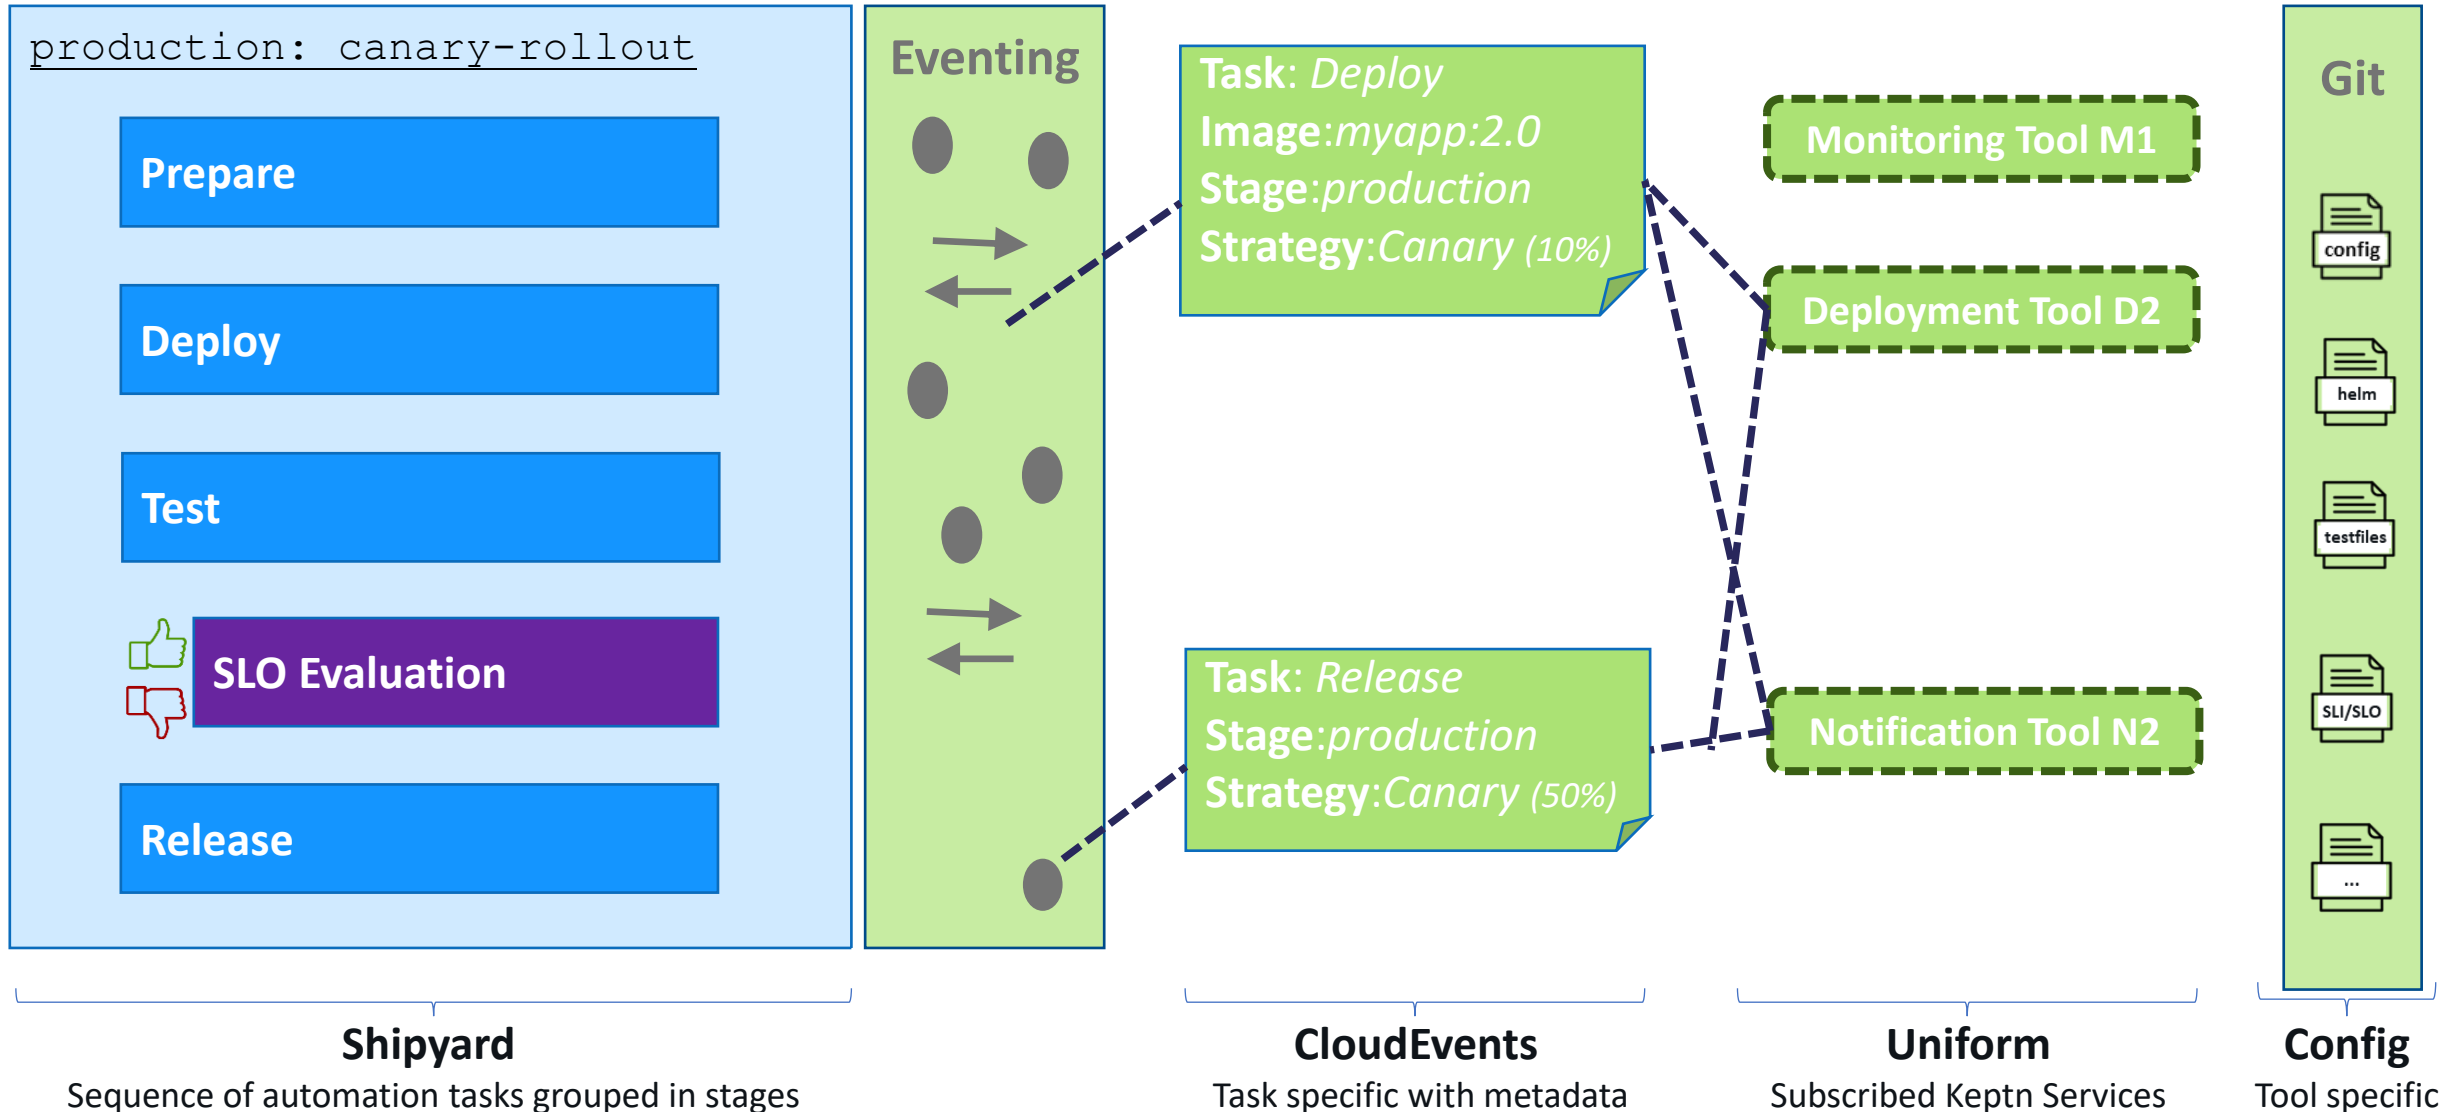 production: canary-rollout
Prepare
Deploy
Test
SLO Evaluation
Release
Eventing
Task: Deploy
Image:myapp:2.0
Stage:production
Strategy:Canary (10%)
Task: Release
Stage:production
Strategy:Canary (50%)
Monitoring Tool M1
Deployment Tool D2
Notification Tool N2
Git
config
helm
testfiles
SLI/SLO
...
Shipyard
Sequence of automation tasks grouped in stages
CloudEvents
Task specific with metadata
Uniform
Subscribed Keptn Services
Config
Tool specific